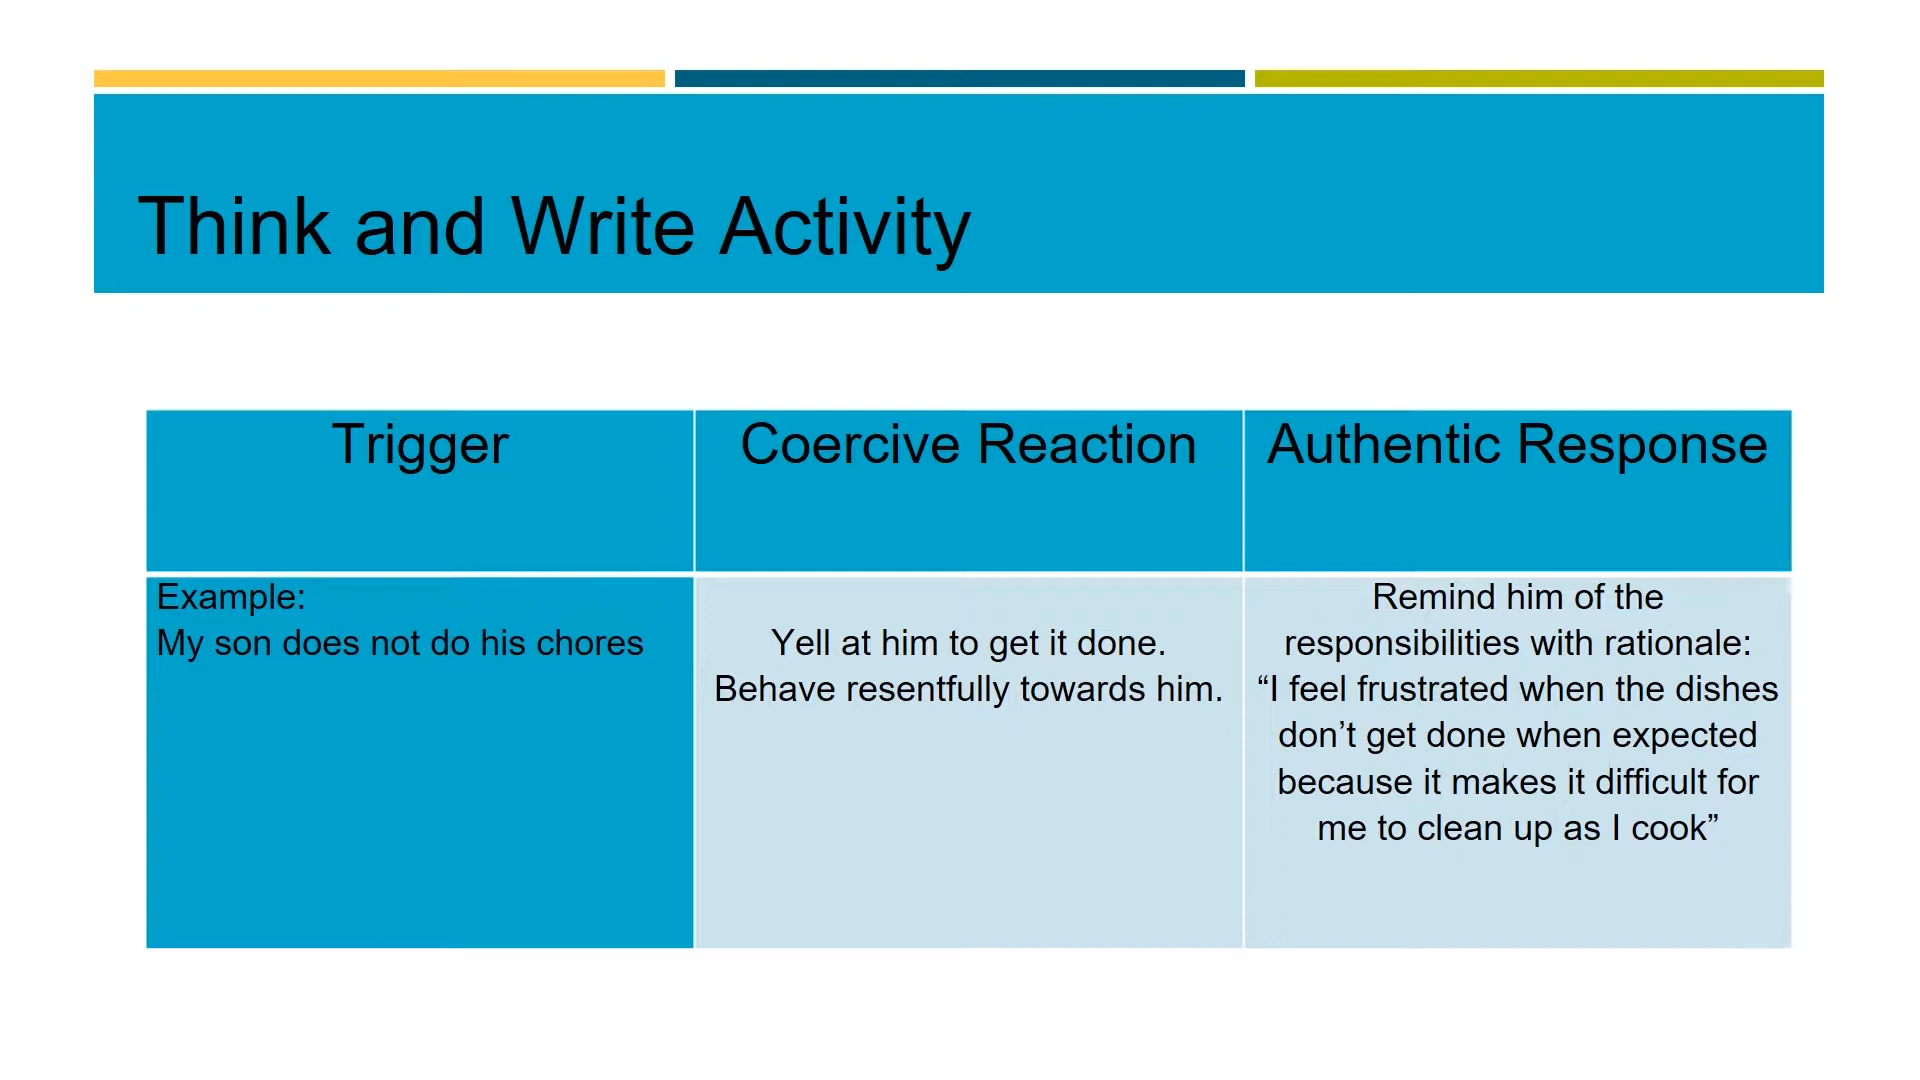 Think and Write Activity
Trigger
Coercive Reaction
Authentic Response
Example:
My son does not do his chores
Yell at him to get it done.
Behave resentfully towards him.
Remind him of the
responsibilities with rationale:
“I feel frustrated when the dishes
don’t get done when expected
because it makes it difficult for
me to clean up as I cook”